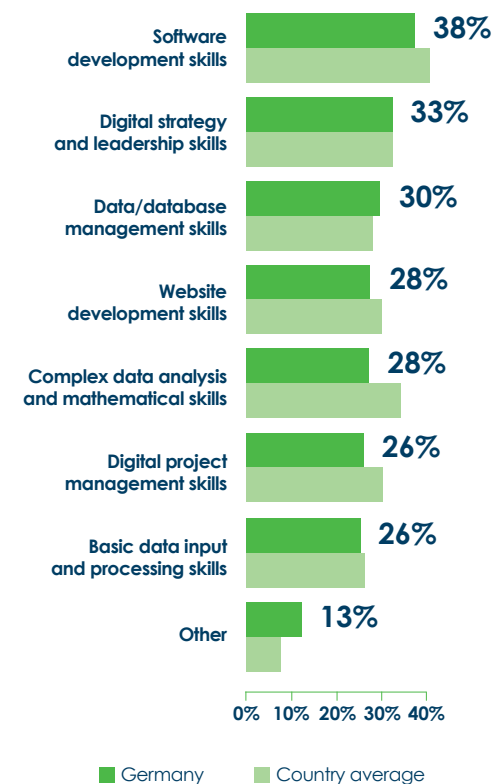 Software
development skills
38%
Digital strategy
and leadership skills
33%
Data/database
management skills
30%
Website
development skills
28%
Complex data analysis
and mathematical skills
28%
Digital project
management skills
26%
Basic data input
and processing skills
26%
Other
13%
0% 10% 20% 30% 40%
Germany Country average